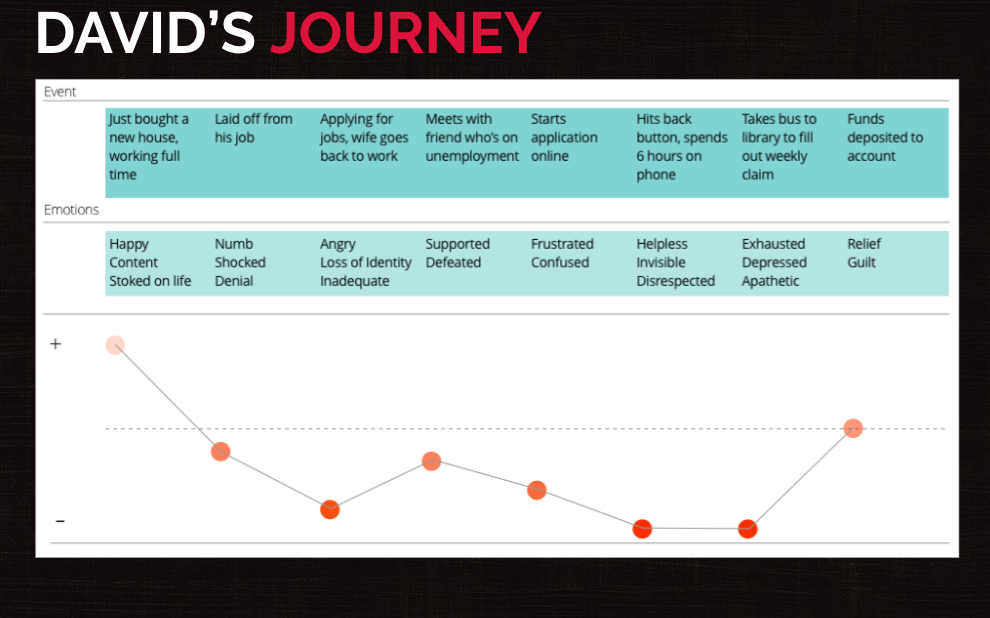 DAVID'S JOURNEY
Event
Just bought a
new house,
working full
time
Laid off from
his job
Applying for
jobs, wife goes
back to work
Meets with
friend who's on
unemployment
Starts
application
online
Hits back
button, spends
6 hours on
phone
Takes bus to
library to fill
out weekly
claim
Funds
deposited to
account
Emotions
Happy
Content
Stoked on life
Numb
Shocked
Denial
Angry
Loss of Identity
Inadequate
Supported
Defeated
Frustrated
Confused
Helpless
Invisible
Disrespected
Exhausted
Depressed
Apathetic
Relief
Guilt
+
–